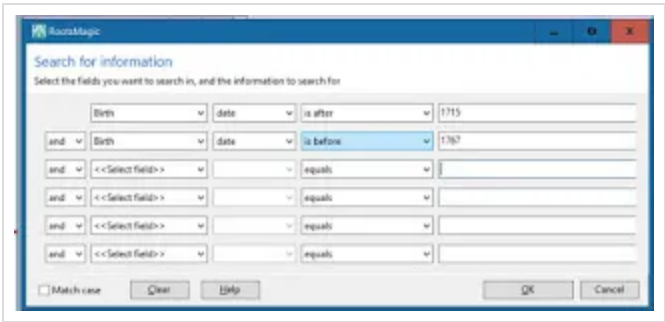 RootsMagic
Search for information
Select the fields you want to search in, and the information to search for
Birth date is after 1715
and Birth date is before 1767
and <<Select field>> equals
and <<Select field>> equals
and <<Select field>> equals
and <<Select field>> equals
Match case Clear Help OK Cancel